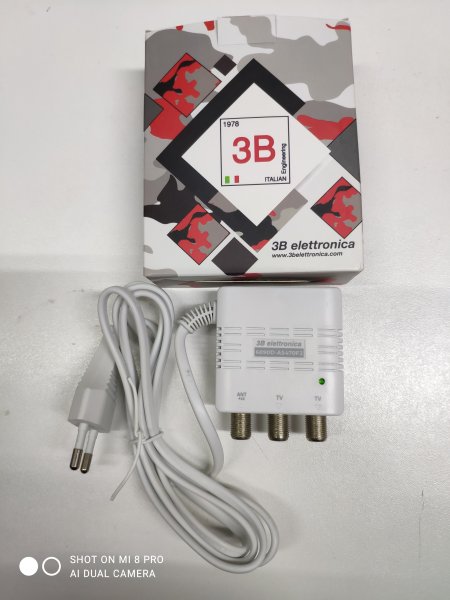 1978
3B
Engineering
ITALIAN
3B elettronica
www.3belettronica.com
3B elettronica
ANT
TV
TV
SHOT ON MI 8 PRO
AI DUAL CAMERA